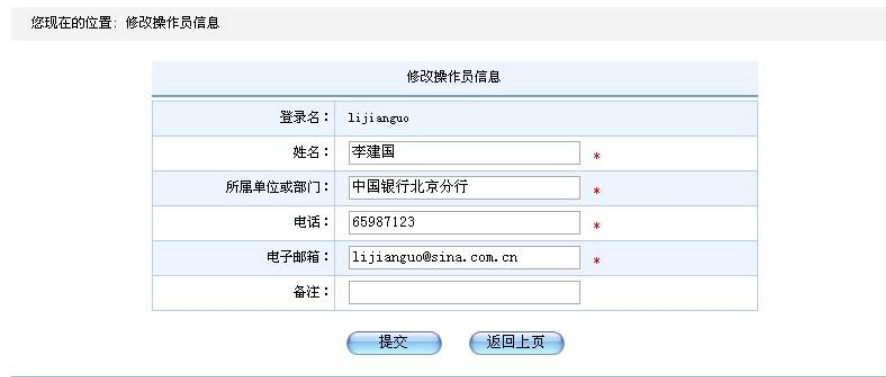 您现在的位置: 修改操作员信息
修改操作员信息
登录名: lijianguo
姓名: 李建国 *
所属单位或部门: 中国银行北京分行 *
电话: 65987123 *
电子邮箱: lijianguo@sina.com.cn *
备注:
提交 返回上页